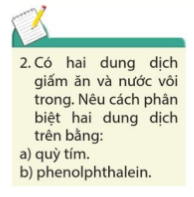 2. Có hai dung dịch
giấm ăn và nước vôi
trong. Nêu cách phân
biệt hai dung dịch
trên bằng:
a) quỳ tím.
b) phenolphthalein.